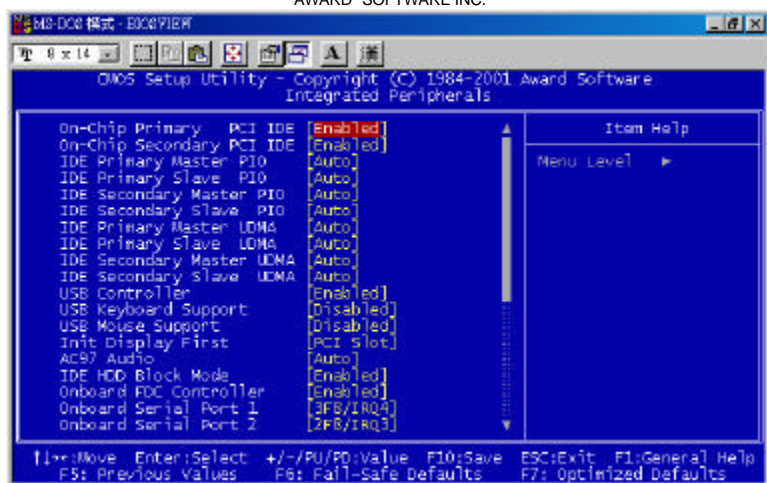 AWARD SOFTWARE INC.
MS-DOS 模式 - BIOSVIEW
8 x 14
A 漢
CMOS Setup Utility - Copyright (C) 1984-2001 Award Software
Integrated Peripherals
On-Chip Primary PCI IDE [Enabled]
On-Chip Secondary PCI IDE [Enabled]
IDE Primary Master PIO [Auto]
IDE Primary Slave PIO [Auto]
IDE Secondary Master PIO [Auto]
IDE Secondary Slave PIO [Auto]
IDE Primary Master UDMA [Auto]
IDE Primary Slave UDMA [Auto]
IDE Secondary Master UDMA [Auto]
IDE Secondary Slave UDMA [Auto]
USB Controller [Enabled]
USB Keyboard Support [Disabled]
USB Mouse Support [Disabled]
Init Display First [PCI Slot]
AC97 Audio [Auto]
IDE HDD Block Mode [Enabled]
Onboard FDC Controller [Enabled]
Onboard Serial Port 1 [3F8/IRQ4]
Onboard Serial Port 2 [2F8/IRQ3]
Item Help
Menu Level ►
↑↓→←:Move Enter:Select +/-/PU/PD:Value F10:Save ESC:Exit F1:General Help
F5: Previous Values F6: Fail-Safe Defaults F7: Optimized Defaults